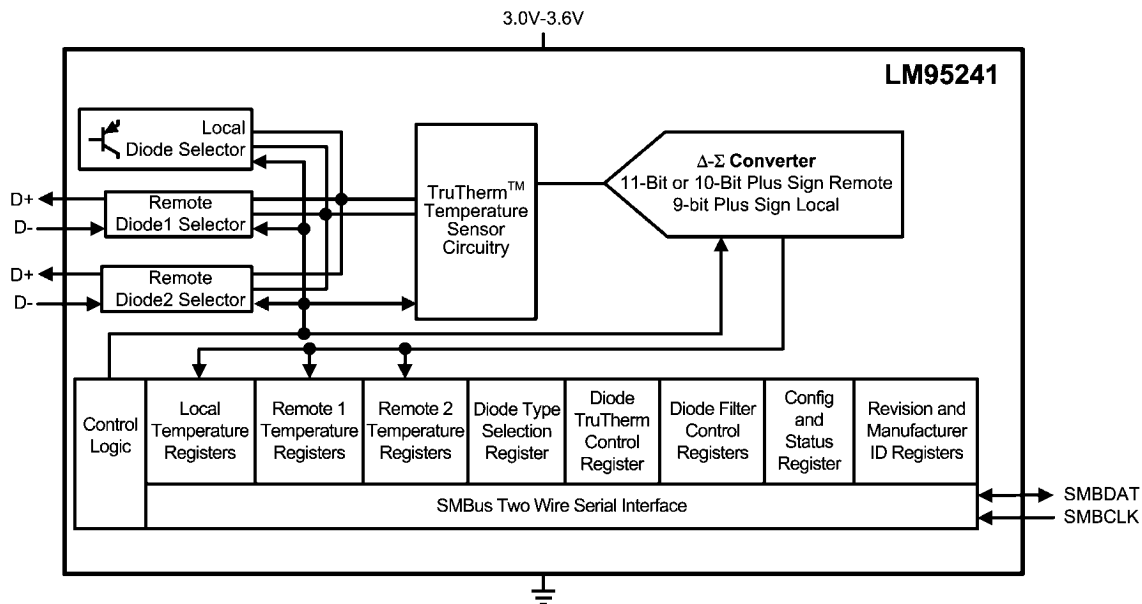 3.0V-3.6V
LM95241
Local
Diode Selector
D+
D-
Remote
Diode1 Selector
D+
D-
Remote
Diode2 Selector
TruTherm™
Temperature
Sensor
Circuitry
Δ-Σ Converter
11-Bit or 10-Bit Plus Sign Remote
9-bit Plus Sign Local
Control
Logic
Local
Temperature
Registers
Remote 1
Temperature
Registers
Remote 2
Temperature
Registers
Diode Type
Selection
Register
Diode
TruTherm
Control
Register
Diode Filter
Control
Registers
Config
and
Status
Register
Revision and
Manufacturer
ID Registers
SMBus Two Wire Serial Interface
SMBDAT
SMBCLK